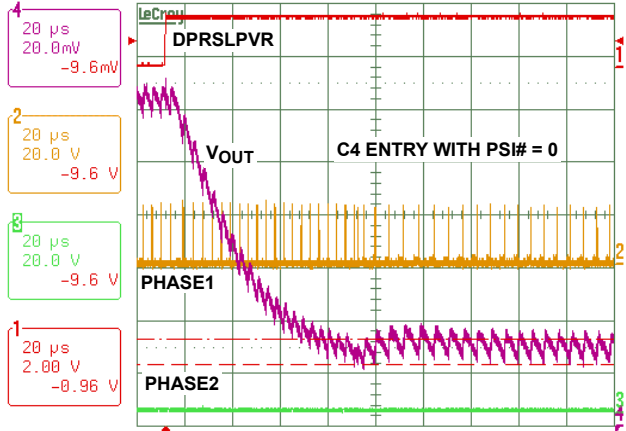 4
20 µs
20.0mV
-9.6mV
2
20 µs
20.0 V
-9.6 V
3
20 µs
20.0 V
-9.6 V
1
20 µs
2.00 V
-0.96 V
LeCroy
DPRSLPVR
1
VOUT
C4 ENTRY WITH PSI# = 0
2
PHASE1
PHASE2
3